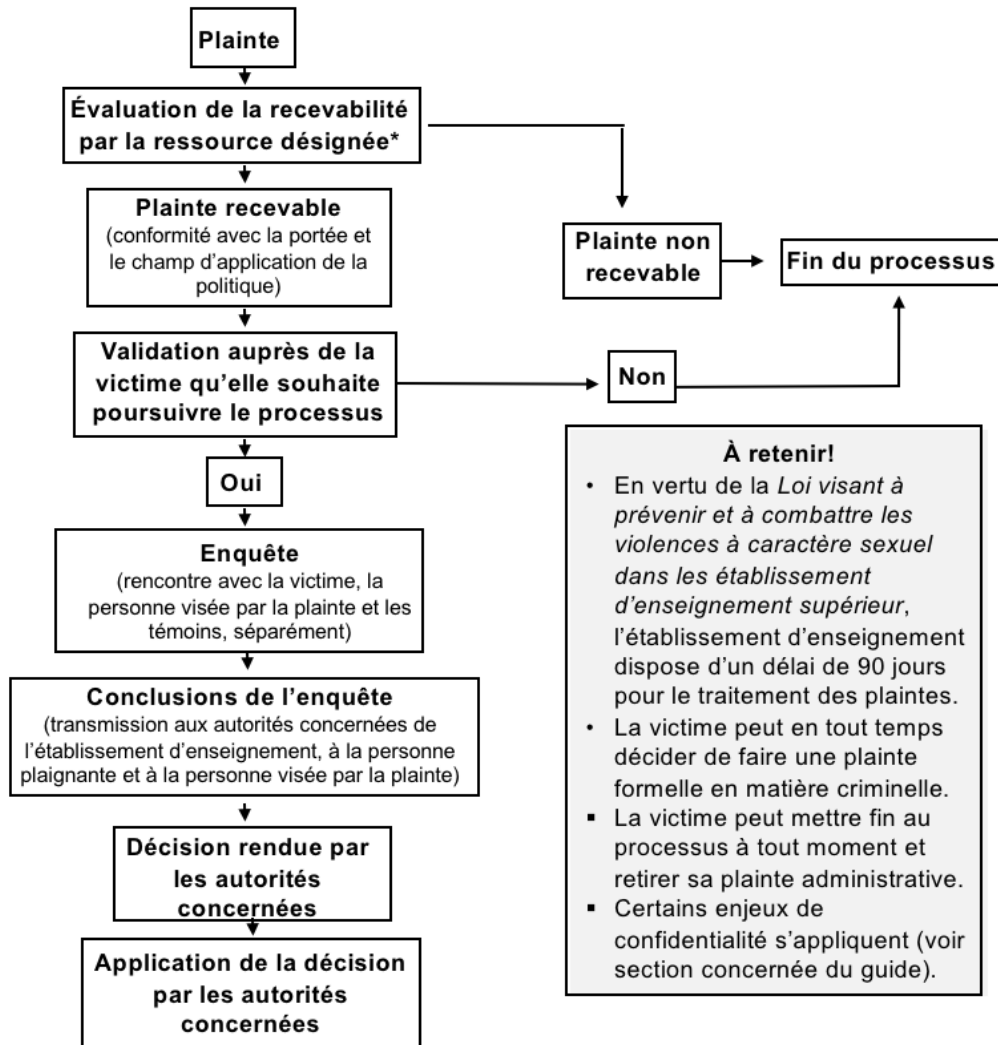 Plainte
Évaluation de la recevabilité
par la ressource désignée*
Plainte recevable
(conformité avec la portée et
le champ d'application de la
politique)
Plainte non
recevable
Fin du processus
Validation auprès de la
victime qu'elle souhaite
poursuivre le processus
Non
Oui
Enquête
(rencontre avec la victime, la
personne visée par la plainte et les
témoins, séparément)
Conclusions de l'enquête
(transmission aux autorités concernées de
l'établissement d'enseignement, à la personne
plaignante et à la personne visée par la plainte)
Décision rendue par
les autorités
concernées
Application de la décision
par les autorités
concernées
À retenir!
• En vertu de la Loi visant à
prévenir et à combattre les
violences à caractère sexuel
dans les établissement
d'enseignement supérieur,
l'établissement d'enseignement
dispose d'un délai de 90 jours
pour le traitement des plaintes.
• La victime peut en tout temps
décider de faire une plainte
formelle en matière criminelle.
▪ La victime peut mettre fin au
processus à tout moment et
retirer sa plainte administrative.
▪ Certains enjeux de
confidentialité s'appliquent (voir
section concernée du guide).